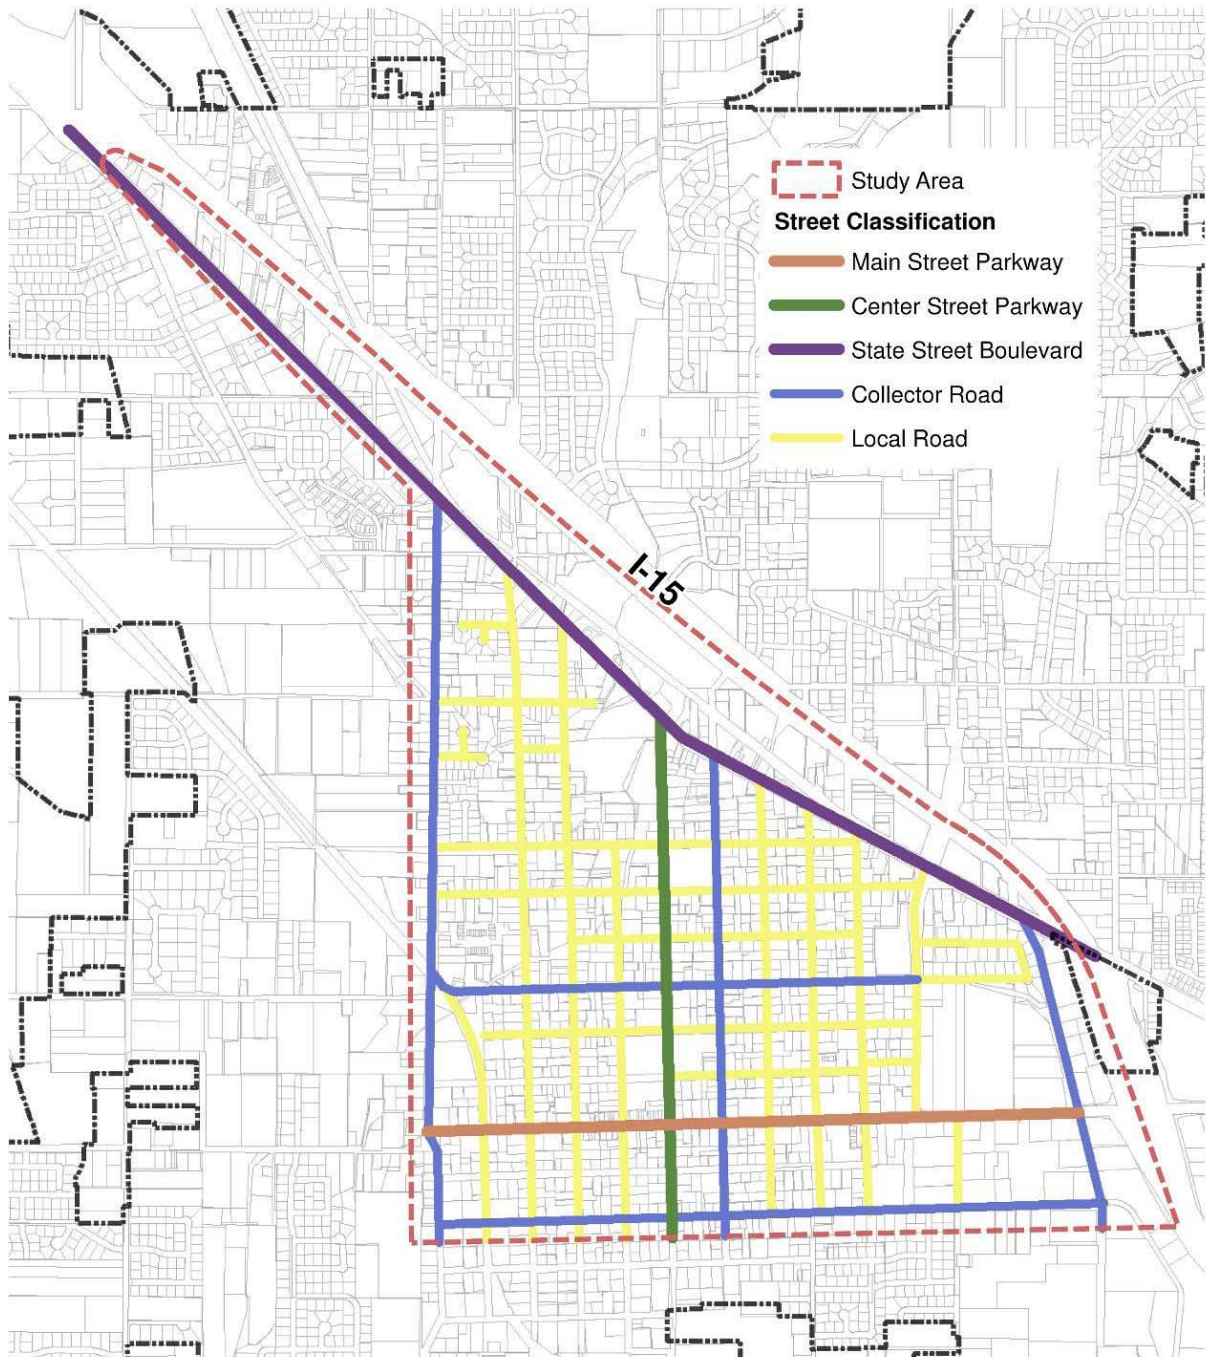 Study Area
Street Classification
Main Street Parkway
Center Street Parkway
State Street Boulevard
Collector Road
Local Road
I-15